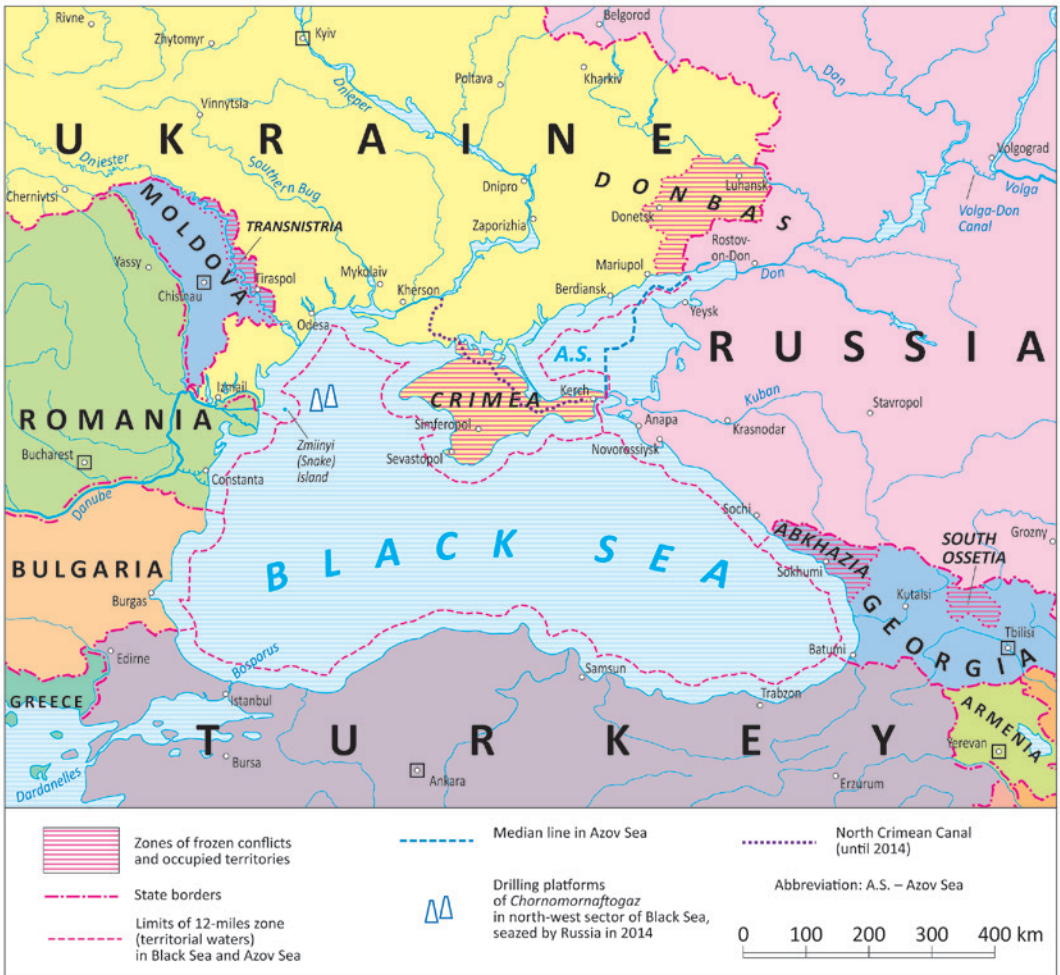 Rivne
Zhytomyr
Kyiv
Belgorod
Poltava
Kharkiv
Don
Dnieper
Vinnytsia
UKRAINE
Volgograd
Dniester
Southern Bug
Volga
Chernivtsi
Dnipro
DONBAS
Luhansk
Volga-Don
Canal
MOLDOVA
TRANSNISTRIA
Zaporizhia
Donetsk
Rostov-
on-Don
Yassy
Chisinau
Tiraspol
Mykolaiv
Kherson
Mariupol
Don
Berdiansk
Yeysk
Odesa
RUSSIA
A.S.
Izmail
CRIMEA
Kerch
Kuban
Stavropol
ROMANIA
Simferopol
Anapa
Krasnodar
Zmiinyi
(Snake)
Island
Novorossiysk
Bucharest
Sevastopol
Constanta
Danube
Sochi
ABKHAZIA
SOUTH
OSSETIA
Grozny
BLACK SEA
Sokhumi
BULGARIA
Kutalsi
Burgas
GEORGIA
Tbilisi
Bosporus
Edirne
Batumi
Samsun
GREECE
Istanbul
Trabzon
ARMENIA
TURKEY
Yerevan
Bursa
Ankara
Erzurum
Dardanelles
Zones of frozen conflicts
and occupied territories
State borders
Limits of 12-miles zone
(territorial waters)
in Black Sea and Azov Sea
Median line in Azov Sea
Drilling platforms
of Chornomornaftogaz
in north-west sector of Black Sea,
seazed by Russia in 2014
North Crimean Canal
(until 2014)
Abbreviation: A.S. – Azov Sea
0 100 200 300 400 km